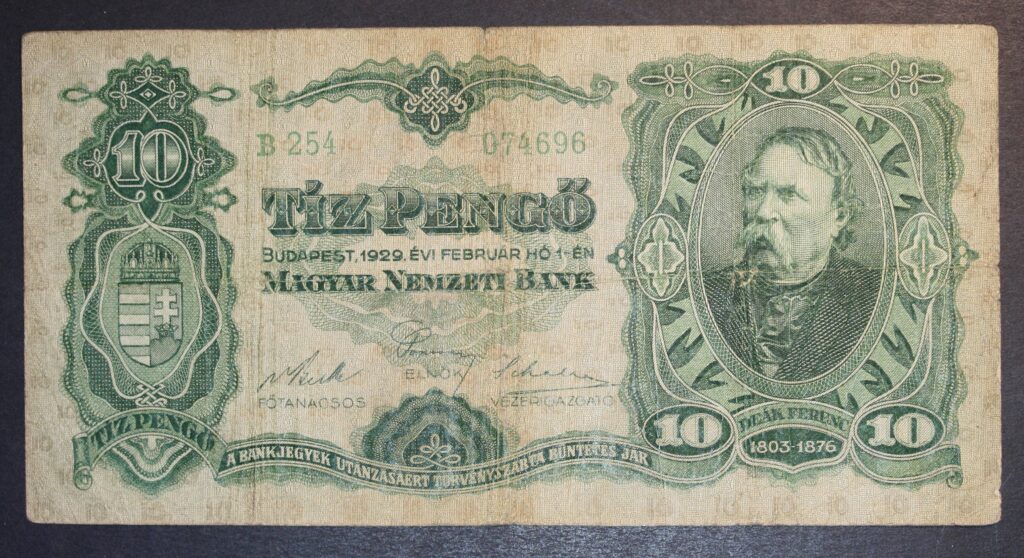 10
10
B 254 074696
TÍZ PENGŐ
BUDAPEST, 1929. ÉVI FEBRUÁR HÓ 1-ÉN
MAGYAR NEMZETI BANK
ELNÖK
FŐTANÁCSOS VEZÉRIGAZGATÓ
TÍZ PENGŐ
A BANKJEGYEK UTÁNZÁSÁÉRT TÖRVÉNYSZABTA BÜNTETÉS JÁR
10 DEÁK FERENC 10
1803-1876